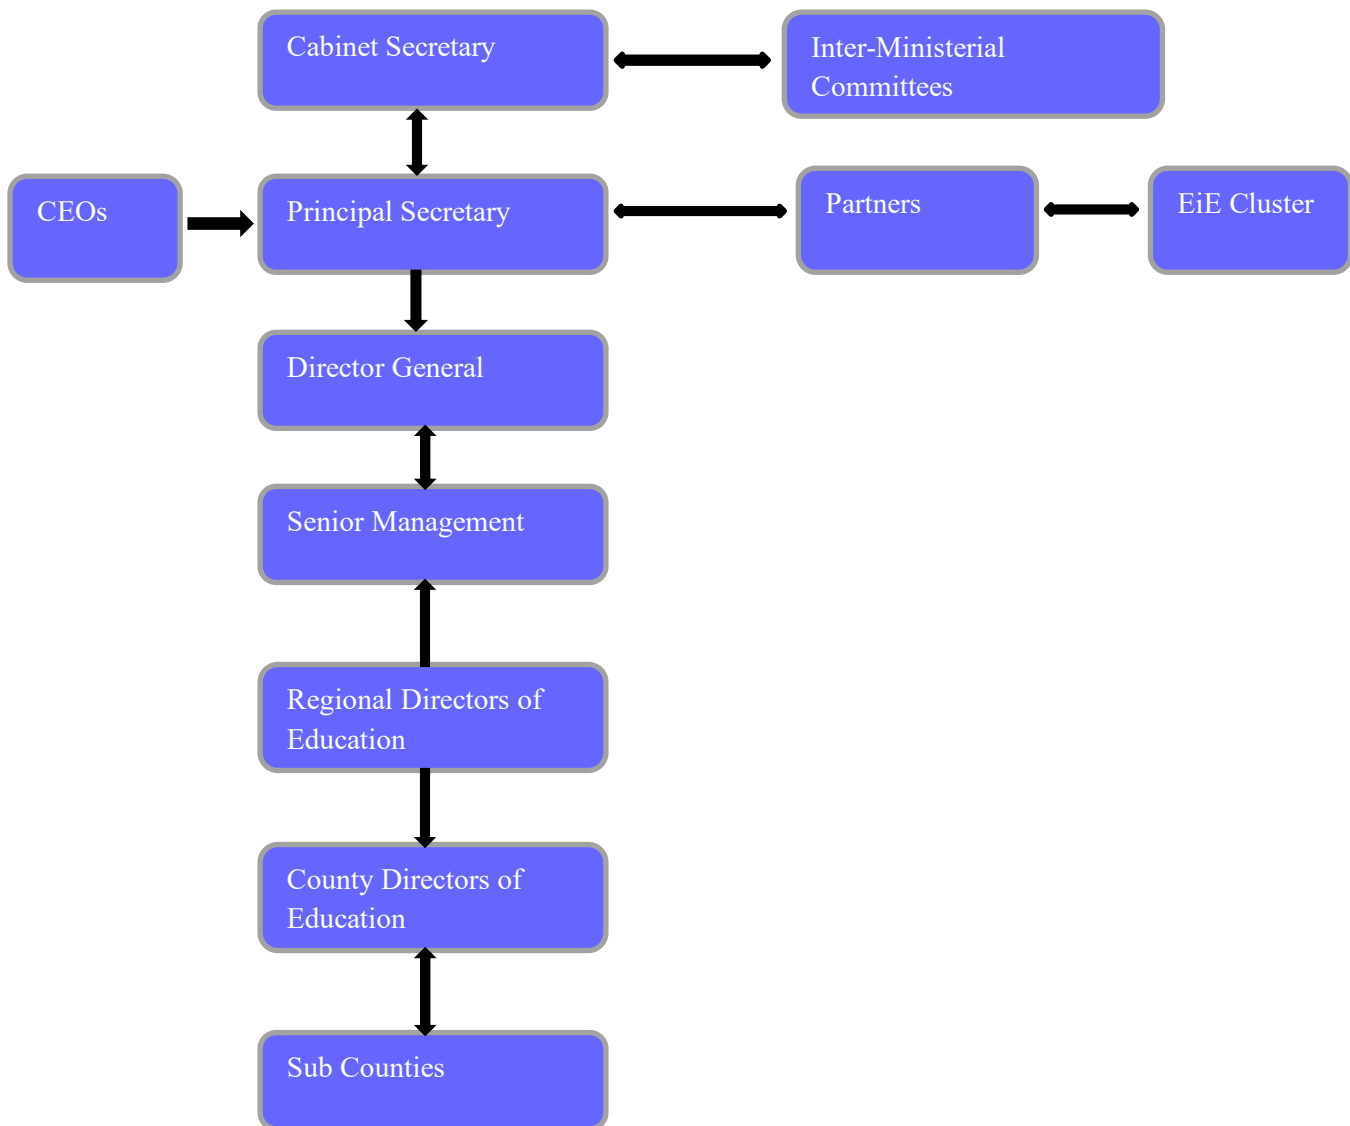 Cabinet Secretary
Inter-Ministerial
Committees
CEOs
Principal Secretary
Partners
EiE Cluster
Director General
Senior Management
Regional Directors of
Education
County Directors of
Education
Sub Counties